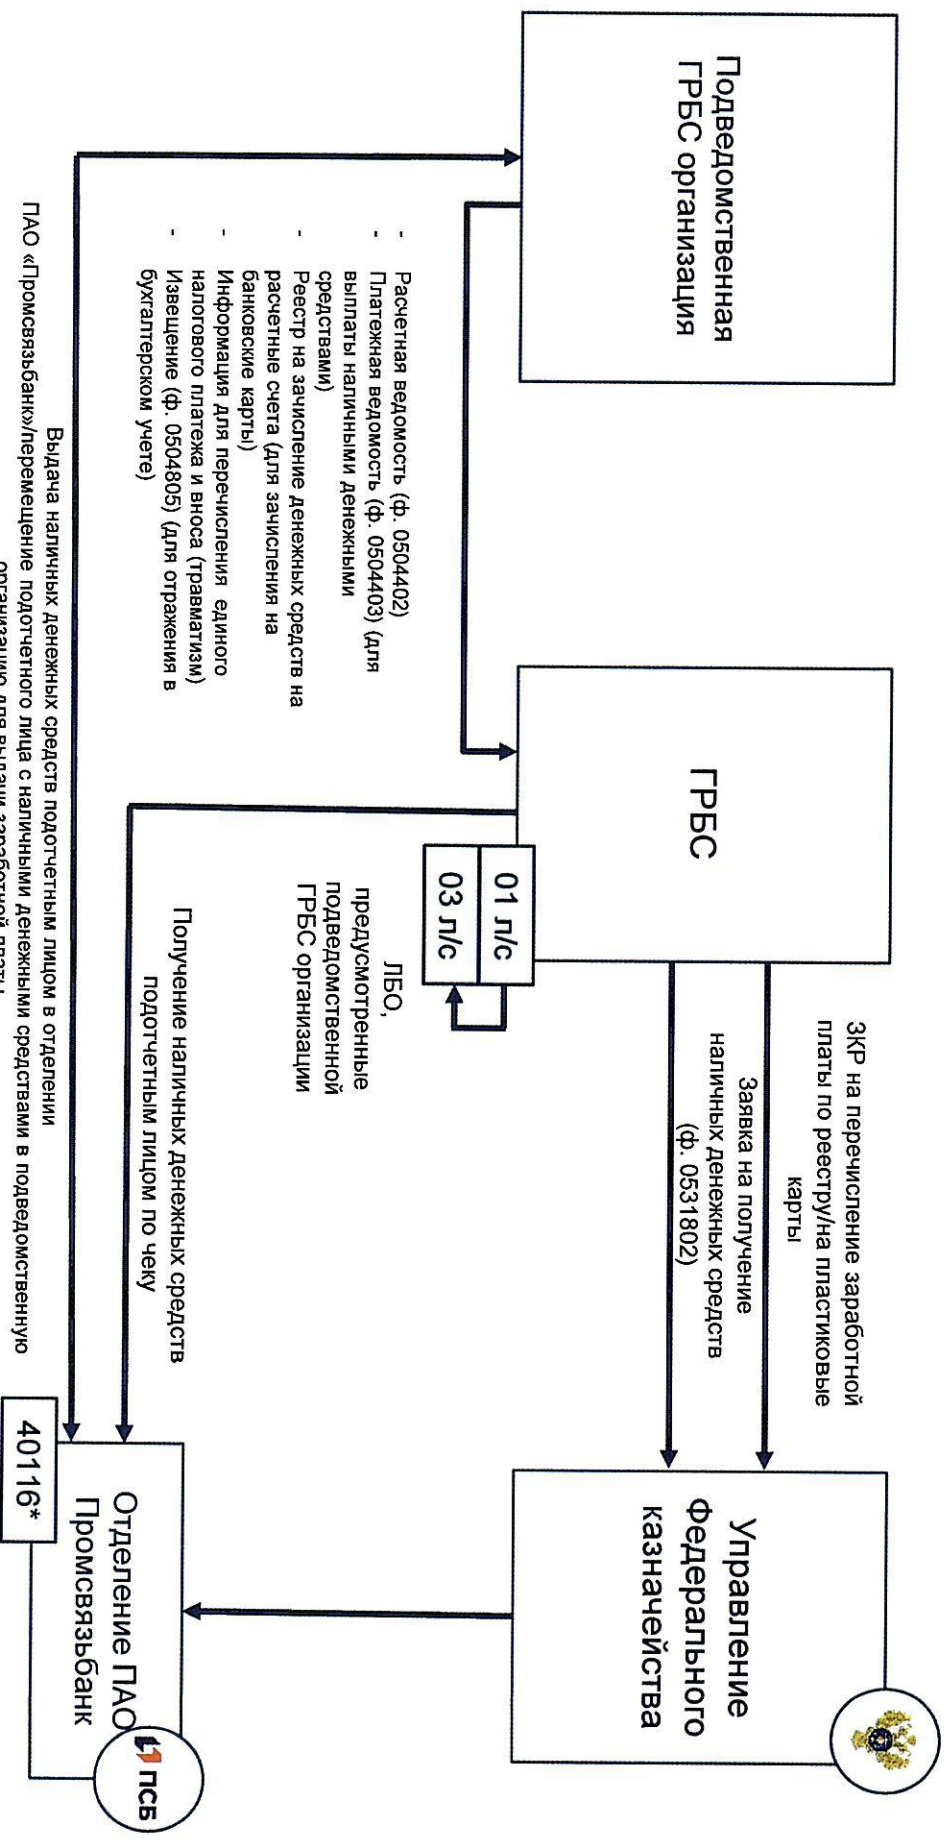 Подведомственная
ГРБС организация
ГРБС
01 л/с
03 л/с
ЛБО,
предусмотренные
подведомственной
ГРБС организации
ЗКР на перечисление заработной
платы по реестру/на пластиковые
карты
Заявка на получение
наличных денежных средств
(ф. 0531802)
Управление
Федерального
казначейства
- Расчетная ведомость (ф. 0504402)
- Платежная ведомость (ф. 0504403) (для
выплаты наличными денежными
средствами)
- Реестр на зачисление денежных средств на
расчетные счета (для зачисления на
банковские карты)
- Информация для перечисления единого
налогового платежа и вноса (травматизм)
- Извещение (ф. 0504805) (для отражения в
бухгалтерском учете)
Получение наличных денежных средств
подотчетным лицом по чеку
Отделение ПАО
Промсвязьбанк
ПСБ
40116*
Выдача наличных денежных средств подотчетным лицом в отделении
ПАО «Промсвязьбанк»/перемещение подотчетного лица с наличными денежными средствами в подведомственную
организацию для выдачи заработной платы